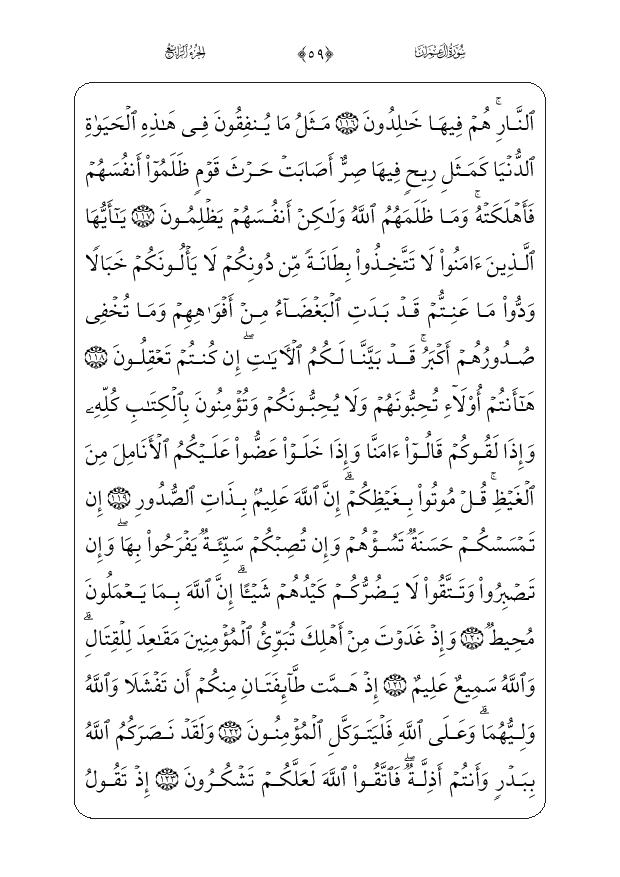 سُورَةُ آلِ عِمْرَان ﴿٥٩﴾ الجُزْءُ الرَّابِعُ
ٱلنَّارِۚ هُمۡ فِيهَا خَٰلِدُونَ ١١٦ مَثَلُ مَا يُنفِقُونَ فِي هَٰذِهِ ٱلۡحَيَوٰةِ
ٱلدُّنۡيَا كَمَثَلِ رِيحٖ فِيهَا صِرٌّ أَصَابَتۡ حَرۡثَ قَوۡمٖ ظَلَمُوٓاْ أَنفُسَهُمۡ
فَأَهۡلَكَتۡهُۚ وَمَا ظَلَمَهُمُ ٱللَّهُ وَلَٰكِنۡ أَنفُسَهُمۡ يَظۡلِمُونَ ١١٧ يَٰٓأَيُّهَا
ٱلَّذِينَ ءَامَنُواْ لَا تَتَّخِذُواْ بِطَانَةٗ مِّن دُونِكُمۡ لَا يَأۡلُونَكُمۡ خَبَالٗا
وَدُّواْ مَا عَنِتُّمۡ قَدۡ بَدَتِ ٱلۡبَغۡضَآءُ مِنۡ أَفۡوَٰهِهِمۡ وَمَا تُخۡفِي
صُدُورُهُمۡ أَكۡبَرُۚ قَدۡ بَيَّنَّا لَكُمُ ٱلۡأٓيَٰتِۖ إِن كُنتُمۡ تَعۡقِلُونَ ١١٨
هَٰٓأَنتُمۡ أُوْلَآءِ تُحِبُّونَهُمۡ وَلَا يُحِبُّونَكُمۡ وَتُؤۡمِنُونَ بِٱلۡكِتَٰبِ كُلِّهِۦ
وَإِذَا لَقُوكُمۡ قَالُوٓاْ ءَامَنَّا وَإِذَا خَلَوۡاْ عَضُّواْ عَلَيۡكُمُ ٱلۡأَنَامِلَ مِنَ
ٱلۡغَيۡظِۚ قُلۡ مُوتُواْ بِغَيۡظِكُمۡۗ إِنَّ ٱللَّهَ عَلِيمُۢ بِذَاتِ ٱلصُّدُورِ ١١٩ إِن
تَمۡسَسۡكُمۡ حَسَنَةٞ تَسُؤۡهُمۡ وَإِن تُصِبۡكُمۡ سَيِّئَةٞ يَفۡرَحُواْ بِهَاۖ وَإِن
تَصۡبِرُواْ وَتَتَّقُواْ لَا يَضُرُّكُمۡ كَيۡدُهُمۡ شَيۡـًٔاۗ إِنَّ ٱللَّهَ بِمَا يَعۡمَلُونَ
مُحِيطٞ ١٢٠ وَإِذۡ غَدَوۡتَ مِنۡ أَهۡلِكَ تُبَوِّئُ ٱلۡمُؤۡمِنِينَ مَقَٰعِدَ لِلۡقِتَالِۗ
وَٱللَّهُ سَمِيعٌ عَلِيمٌ ١٢١ إِذۡ هَمَّت طَّآئِفَتَانِ مِنكُمۡ أَن تَفۡشَلَا وَٱللَّهُ
وَلِيُّهُمَاۗ وَعَلَى ٱللَّهِ فَلۡيَتَوَكَّلِ ٱلۡمُؤۡمِنُونَ ١٢٢ وَلَقَدۡ نَصَرَكُمُ ٱللَّهُ
بِبَدۡرٖ وَأَنتُمۡ أَذِلَّةٞۖ فَٱتَّقُواْ ٱللَّهَ لَعَلَّكُمۡ تَشۡكُرُونَ ١٢٣ إِذۡ تَقُولُ